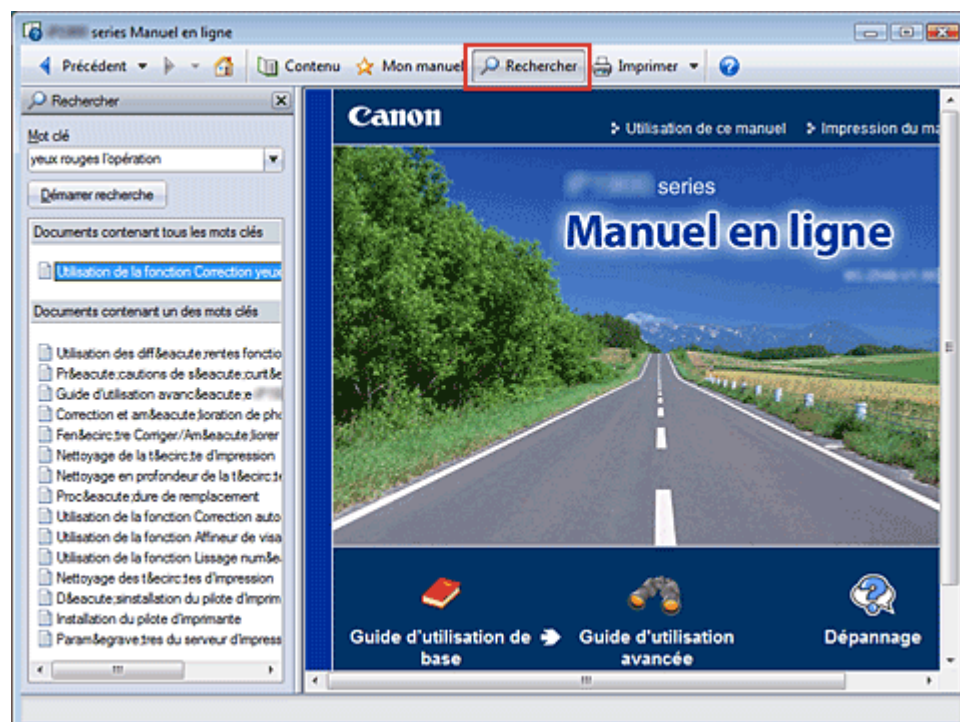 series Manuel en ligne
Précédent
Contenu
Mon manuel
Rechercher
Imprimer
Rechercher
Mot clé
yeux rouges l'opération
Démarrer recherche
Documents contenant tous les mots clés
Utilisation de la fonction Correction yeux
Documents contenant un des mots clés
Utilisation des diff&eacute;rentes fonctio
Pr&eacute;cautions de s&eacute;curit&e
Guide d'utilisation avanc&eacute;e
Correction et am&eacute;lioration de pho
Fen&ecirc;tre Corriger/Am&eacute;liorer
Nettoyage de la t&ecirc;te d'impression
Nettoyage en profondeur de la t&ecirc;te
Proc&eacute;dure de remplacement
Utilisation de la fonction Correction auto
Utilisation de la fonction Affineur de visa
Utilisation de la fonction Lissage num&e
Nettoyage des t&ecirc;tes d'impression
D&eacute;sinstallation du pilote d'imprim
Installation du pilote d'imprimante
Param&egrave;tres du serveur d'impress
Canon
Utilisation de ce manuel
Impression du ma
series
Manuel en ligne
Guide d'utilisation de base
Guide d'utilisation avancée
Dépannage